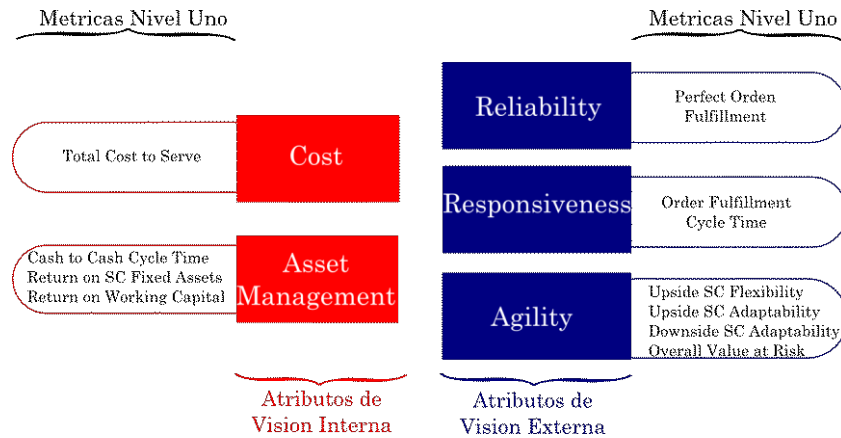 Metricas Nivel Uno
Total Cost to Serve
Cost
Cash to Cash Cycle Time
Return on SC Fixed Assets
Return on Working Capital
Asset
Management
Atributos de
Vision Interna
Metricas Nivel Uno
Reliability
Perfect Orden
Fulfillment
Responsiveness
Order Fulfillment
Cycle Time
Agility
Upside SC Flexibility
Upside SC Adaptability
Downside SC Adaptability
Overall Value at Risk
Atributos de
Vision Externa